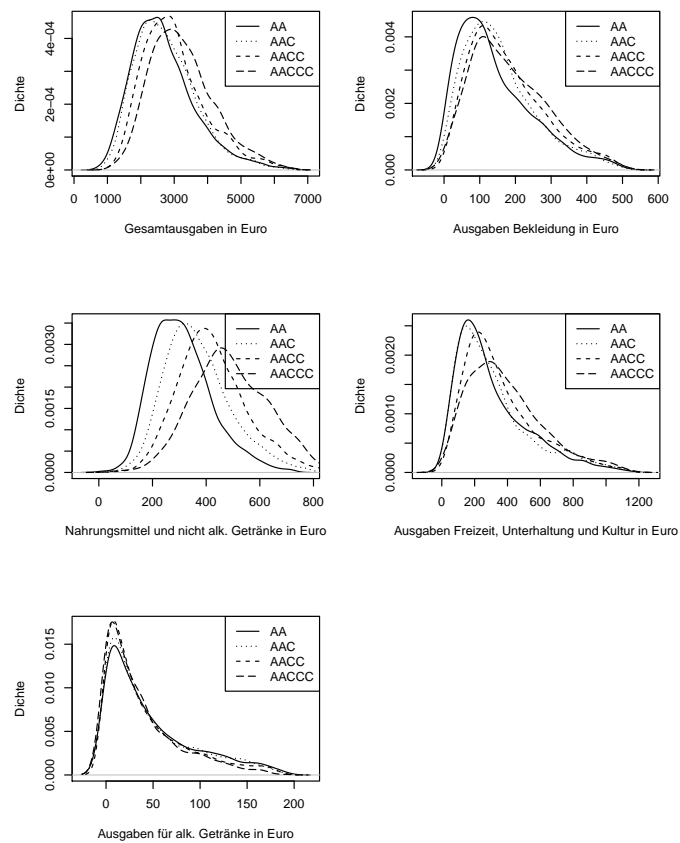 AA
AAC
AACC
AACCC
Dichte
0e+00 2e-04 4e-04
0 1000 3000 5000 7000
Gesamtausgaben in Euro
AA
AAC
AACC
AACCC
Dichte
0.000 0.002 0.004
0 100 200 300 400 500 600
Ausgaben Bekleidung in Euro
AA
AAC
AACC
AACCC
Dichte
0.0000 0.0015 0.0030
0 200 400 600 800
Nahrungsmittel und nicht alk. Getränke in Euro
AA
AAC
AACC
AACCC
Dichte
0.0000 0.0010 0.0020
0 200 400 600 800 1200
Ausgaben Freizeit, Unterhaltung und Kultur in Euro
AA
AAC
AACC
AACCC
Dichte
0.000 0.005 0.010 0.015
0 50 100 150 200
Ausgaben für alk. Getränke in Euro